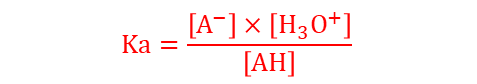 Ka = [A⁻] × [H₃O⁺] / [AH]